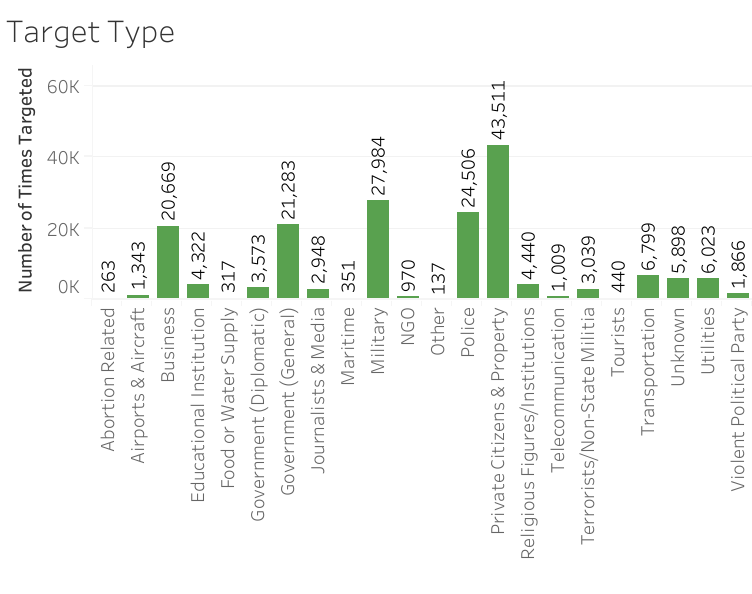 Target Type
Number of Times Targeted
60K
40K
20K
0K
263
1,343
20,669
4,322
317
3,573
21,283
2,948
351
27,984
970
137
24,506
43,511
4,440
1,009
3,039
440
6,799
5,898
6,023
1,866
Abortion Related
Airports & Aircraft
Business
Educational Institution
Food or Water Supply
Government (Diplomatic)
Government (General)
Journalists & Media
Maritime
Military
NGO
Other
Police
Private Citizens & Property
Religious Figures/Institutions
Telecommunication
Terrorists/Non-State Militia
Tourists
Transportation
Unknown
Utilities
Violent Political Party